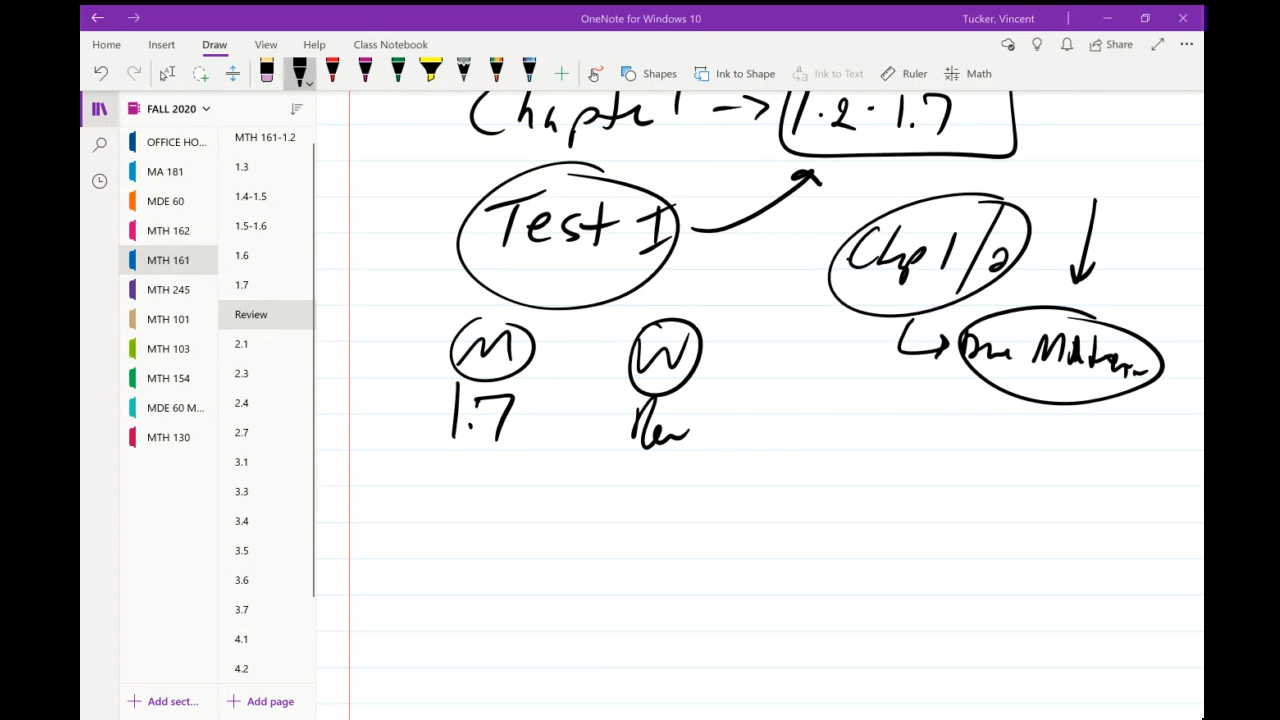 OneNote for Windows 10
Tucker, Vincent
Home Insert Draw View Help Class Notebook
Share
Shapes
Ink to Shape
Ink to Text
Ruler
Math
FALL 2020
OFFICE HO...
MA 181
MDE 60
MTH 162
MTH 161
MTH 245
MTH 101
MTH 103
MTH 154
MDE 60 M...
MTH 130
Add sect...
MTH 161-1.2
1.3
1.4-1.5
1.5-1.6
1.6
1.7
Review
2.1
2.3
2.4
2.7
3.1
3.3
3.4
3.5
3.6
3.7
4.1
4.2
Add page
Chapter 1 -> 1.2 - 1.7
Test I
Chp 1/2
Midterm
M W
1.7 Rev